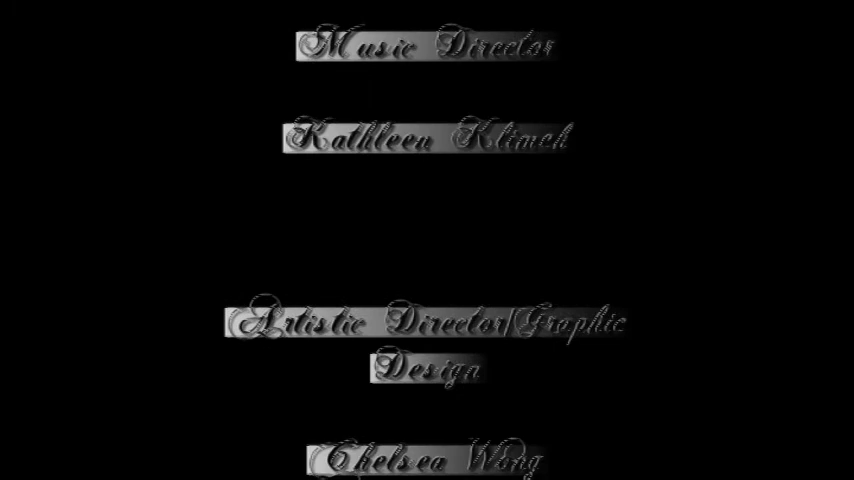 Music Director
Kathleen Klimek
Artistic Director/Graphic
Design
Chelsea Wong